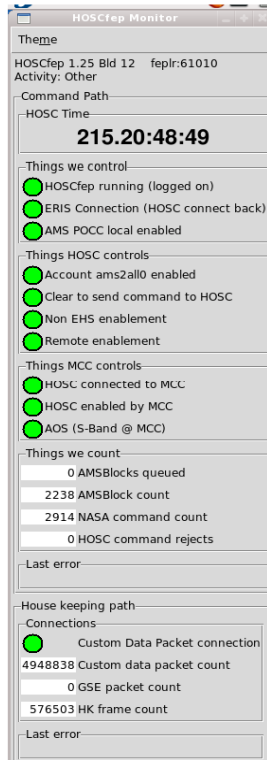 HOSCfep Monitor
Theme
HOSCfep 1.25 Bld 12 feplr:61010
Activity: Other
Command Path
HOSC Time
215.20:48:49
Things we control
HOSCfep running (logged on)
ERIS Connection (HOSC connect back)
AMS POCC local enabled
Things HOSC controls
Account ams2all0 enabled
Clear to send command to HOSC
Non EHS enablement
Remote enablement
Things MCC controls
HOSC connected to MCC
HOSC enabled by MCC
AOS (S-Band @ MCC)
Things we count
0 AMSBlocks queued
2238 AMSBlock count
2914 NASA command count
0 HOSC command rejects
Last error
House keeping path
Connections
Custom Data Packet connection
4948838 Custom data packet count
0 GSE packet count
576503 HK frame count
Last error